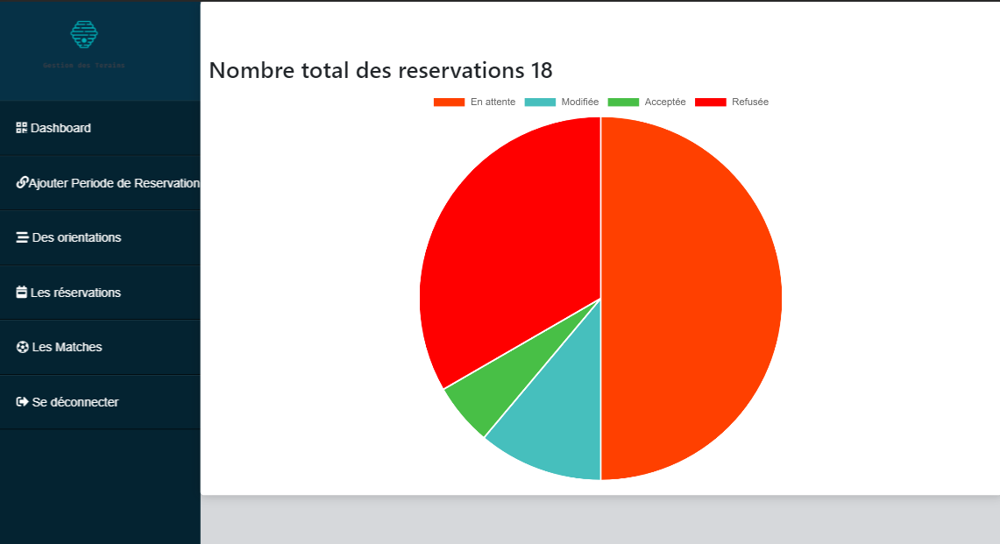 Gestion des Terains
Dashboard
Ajouter Periode de Reservation
Des orientations
Les réservations
Les Matches
Se déconnecter
Nombre total des reservations 18
En attente Modifiée Acceptée Refusée